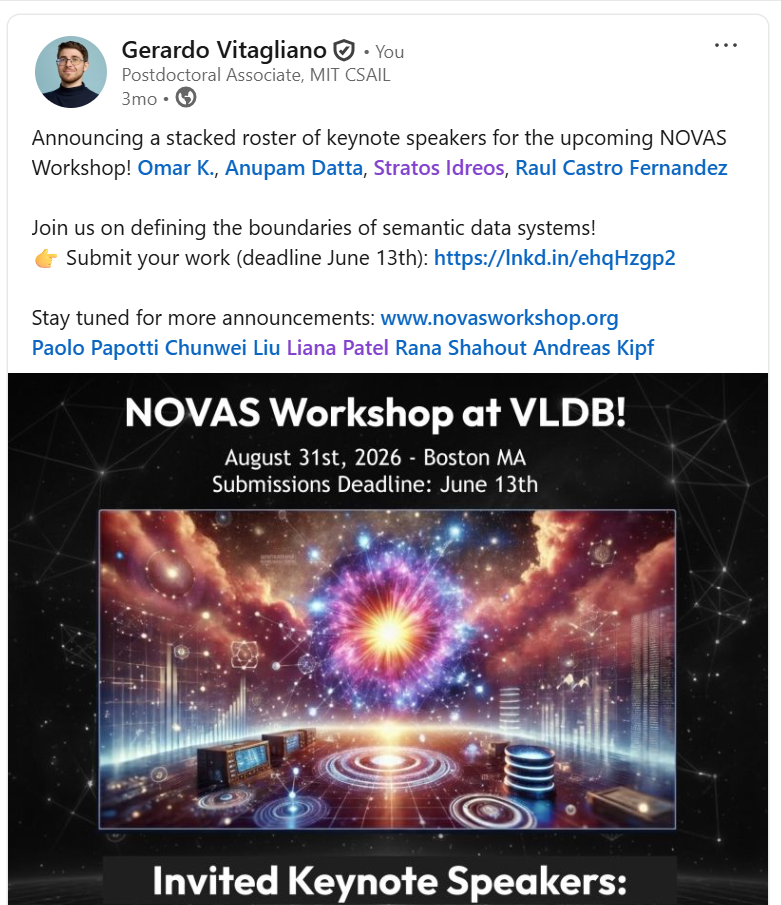 Gerardo Vitagliano • You
Postdoctoral Associate, MIT CSAIL
3mo •
Announcing a stacked roster of keynote speakers for the upcoming NOVAS
Workshop! Omar K., Anupam Datta, Stratos Idreos, Raul Castro Fernandez
Join us on defining the boundaries of semantic data systems!
👉 Submit your work (deadline June 13th): https://lnkd.in/ehqHzgp2
Stay tuned for more announcements: www.novasworkshop.org
Paolo Papotti Chunwei Liu Liana Patel Rana Shahout Andreas Kipf
NOVAS Workshop at VLDB!
August 31st, 2026 - Boston MA
Submissions Deadline: June 13th
Invited Keynote Speakers: